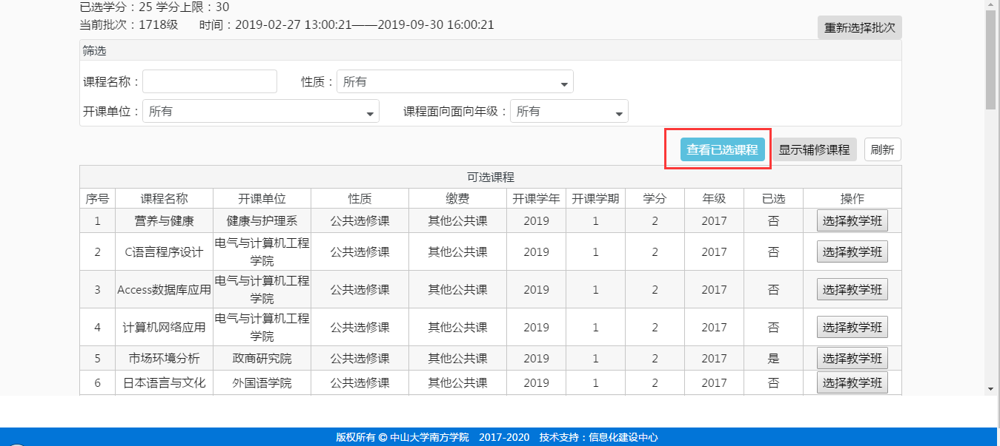 已选学分：25 学分上限：30
当前批次：1718级 时间：2019-02-27 13:00:21——2019-09-30 16:00:21
重新选择批次
筛选
课程名称： 性质： 所有
开课单位： 所有 课程面向面向年级： 所有
查看已选课程 显示辅修课程 刷新
可选课程
序号 课程名称 开课单位 性质 缴费 开课学年 开课学期 学分 年级 已选 操作
1 营养与健康 健康与护理系 公共选修课 其他公共课 2019 1 2 2017 否 选择教学班
2 C语言程序设计 电气与计算机工程学院 公共选修课 其他公共课 2019 1 2 2017 否 选择教学班
3 Access数据库应用 电气与计算机工程学院 公共选修课 其他公共课 2019 1 2 2017 否 选择教学班
4 计算机网络应用 电气与计算机工程学院 公共选修课 其他公共课 2019 1 2 2017 否 选择教学班
5 市场环境分析 政商研究院 公共选修课 其他公共课 2019 1 2 2017 是 选择教学班
6 日本语言与文化 外国语学院 公共选修课 其他公共课 2019 1 2 2017 否 选择教学班
版权所有 © 中山大学南方学院 2017-2020 技术支持：信息化建设中心